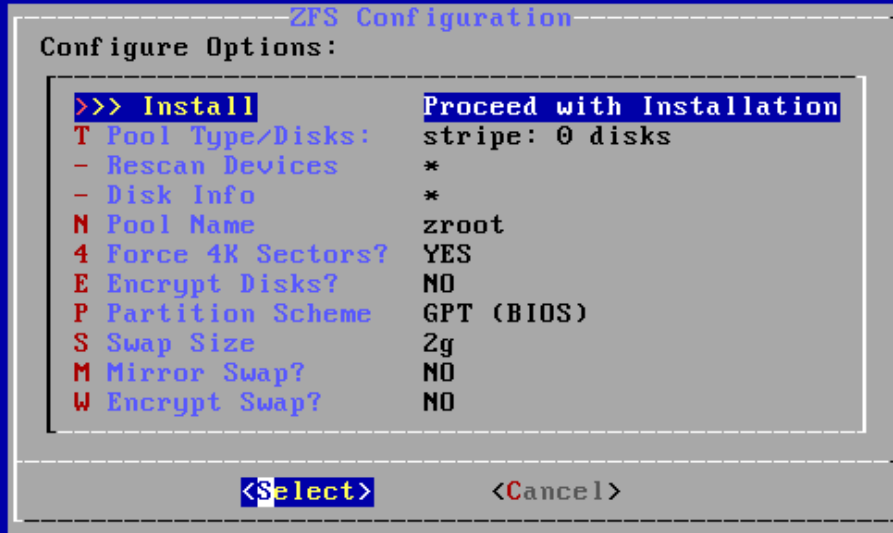 ZFS Configuration
Configure Options:
>>> Install Proceed with Installation
T Pool Type/Disks: stripe: 0 disks
- Rescan Devices *
- Disk Info *
N Pool Name zroot
4 Force 4K Sectors? YES
E Encrypt Disks? NO
P Partition Scheme GPT (BIOS)
S Swap Size 2g
M Mirror Swap? NO
W Encrypt Swap? NO
<Select> <Cancel>